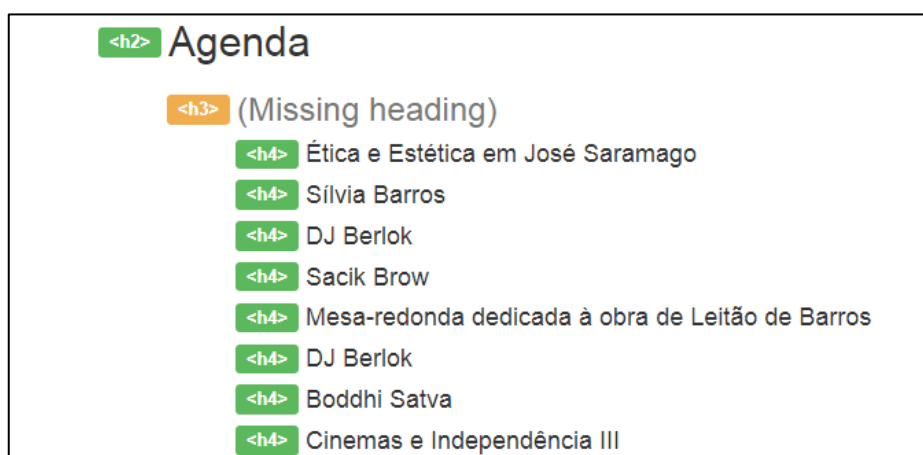 <h2> Agenda
<h3> (Missing heading)
<h4> Ética e Estética em José Saramago
<h4> Sílvia Barros
<h4> DJ Berlok
<h4> Sacik Brow
<h4> Mesa-redonda dedicada à obra de Leitão de Barros
<h4> DJ Berlok
<h4> Boddhi Satva
<h4> Cinemas e Independência III